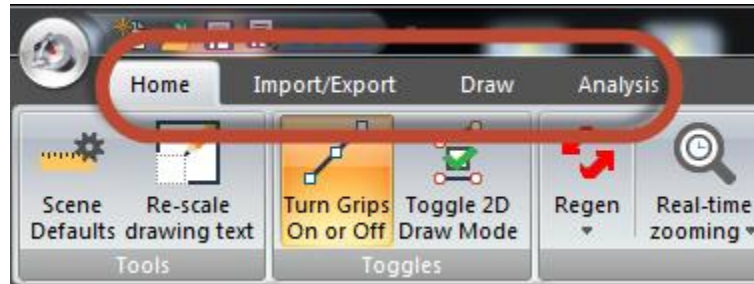 Home Import/Export Draw Analysis
Scene Re-scale Turn Grips Toggle 2D Regen Real-time
Defaults drawing text On or Off Draw Mode zooming
Tools Toggles